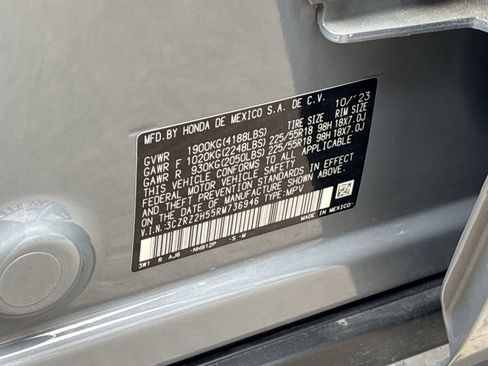 MFD.BY HONDA DE MEXICO S.A. DE C.V. 10/'23
TIRE SIZE RIM SIZE
GVWR 1900KG(4188LBS)
GAWR F 1020KG(2248LBS) 225/55R18 98H 18X7.0J
GAWR R 930KG(2050LBS) 225/55R18 98H 18X7.0J
THIS VEHICLE CONFORMS TO ALL APPLICABLE
FEDERAL MOTOR VEHICLE SAFETY, BUMPER
AND THEFT PREVENTION STANDARDS IN EFFECT
ON THE DATE OF MANUFACTURE SHOWN ABOVE.
V.I.N.:3CZRZ2H55RM736946 TYPE:MPV
3W1 R AJ6 -NH912P -S -M
MADE IN MEXICO